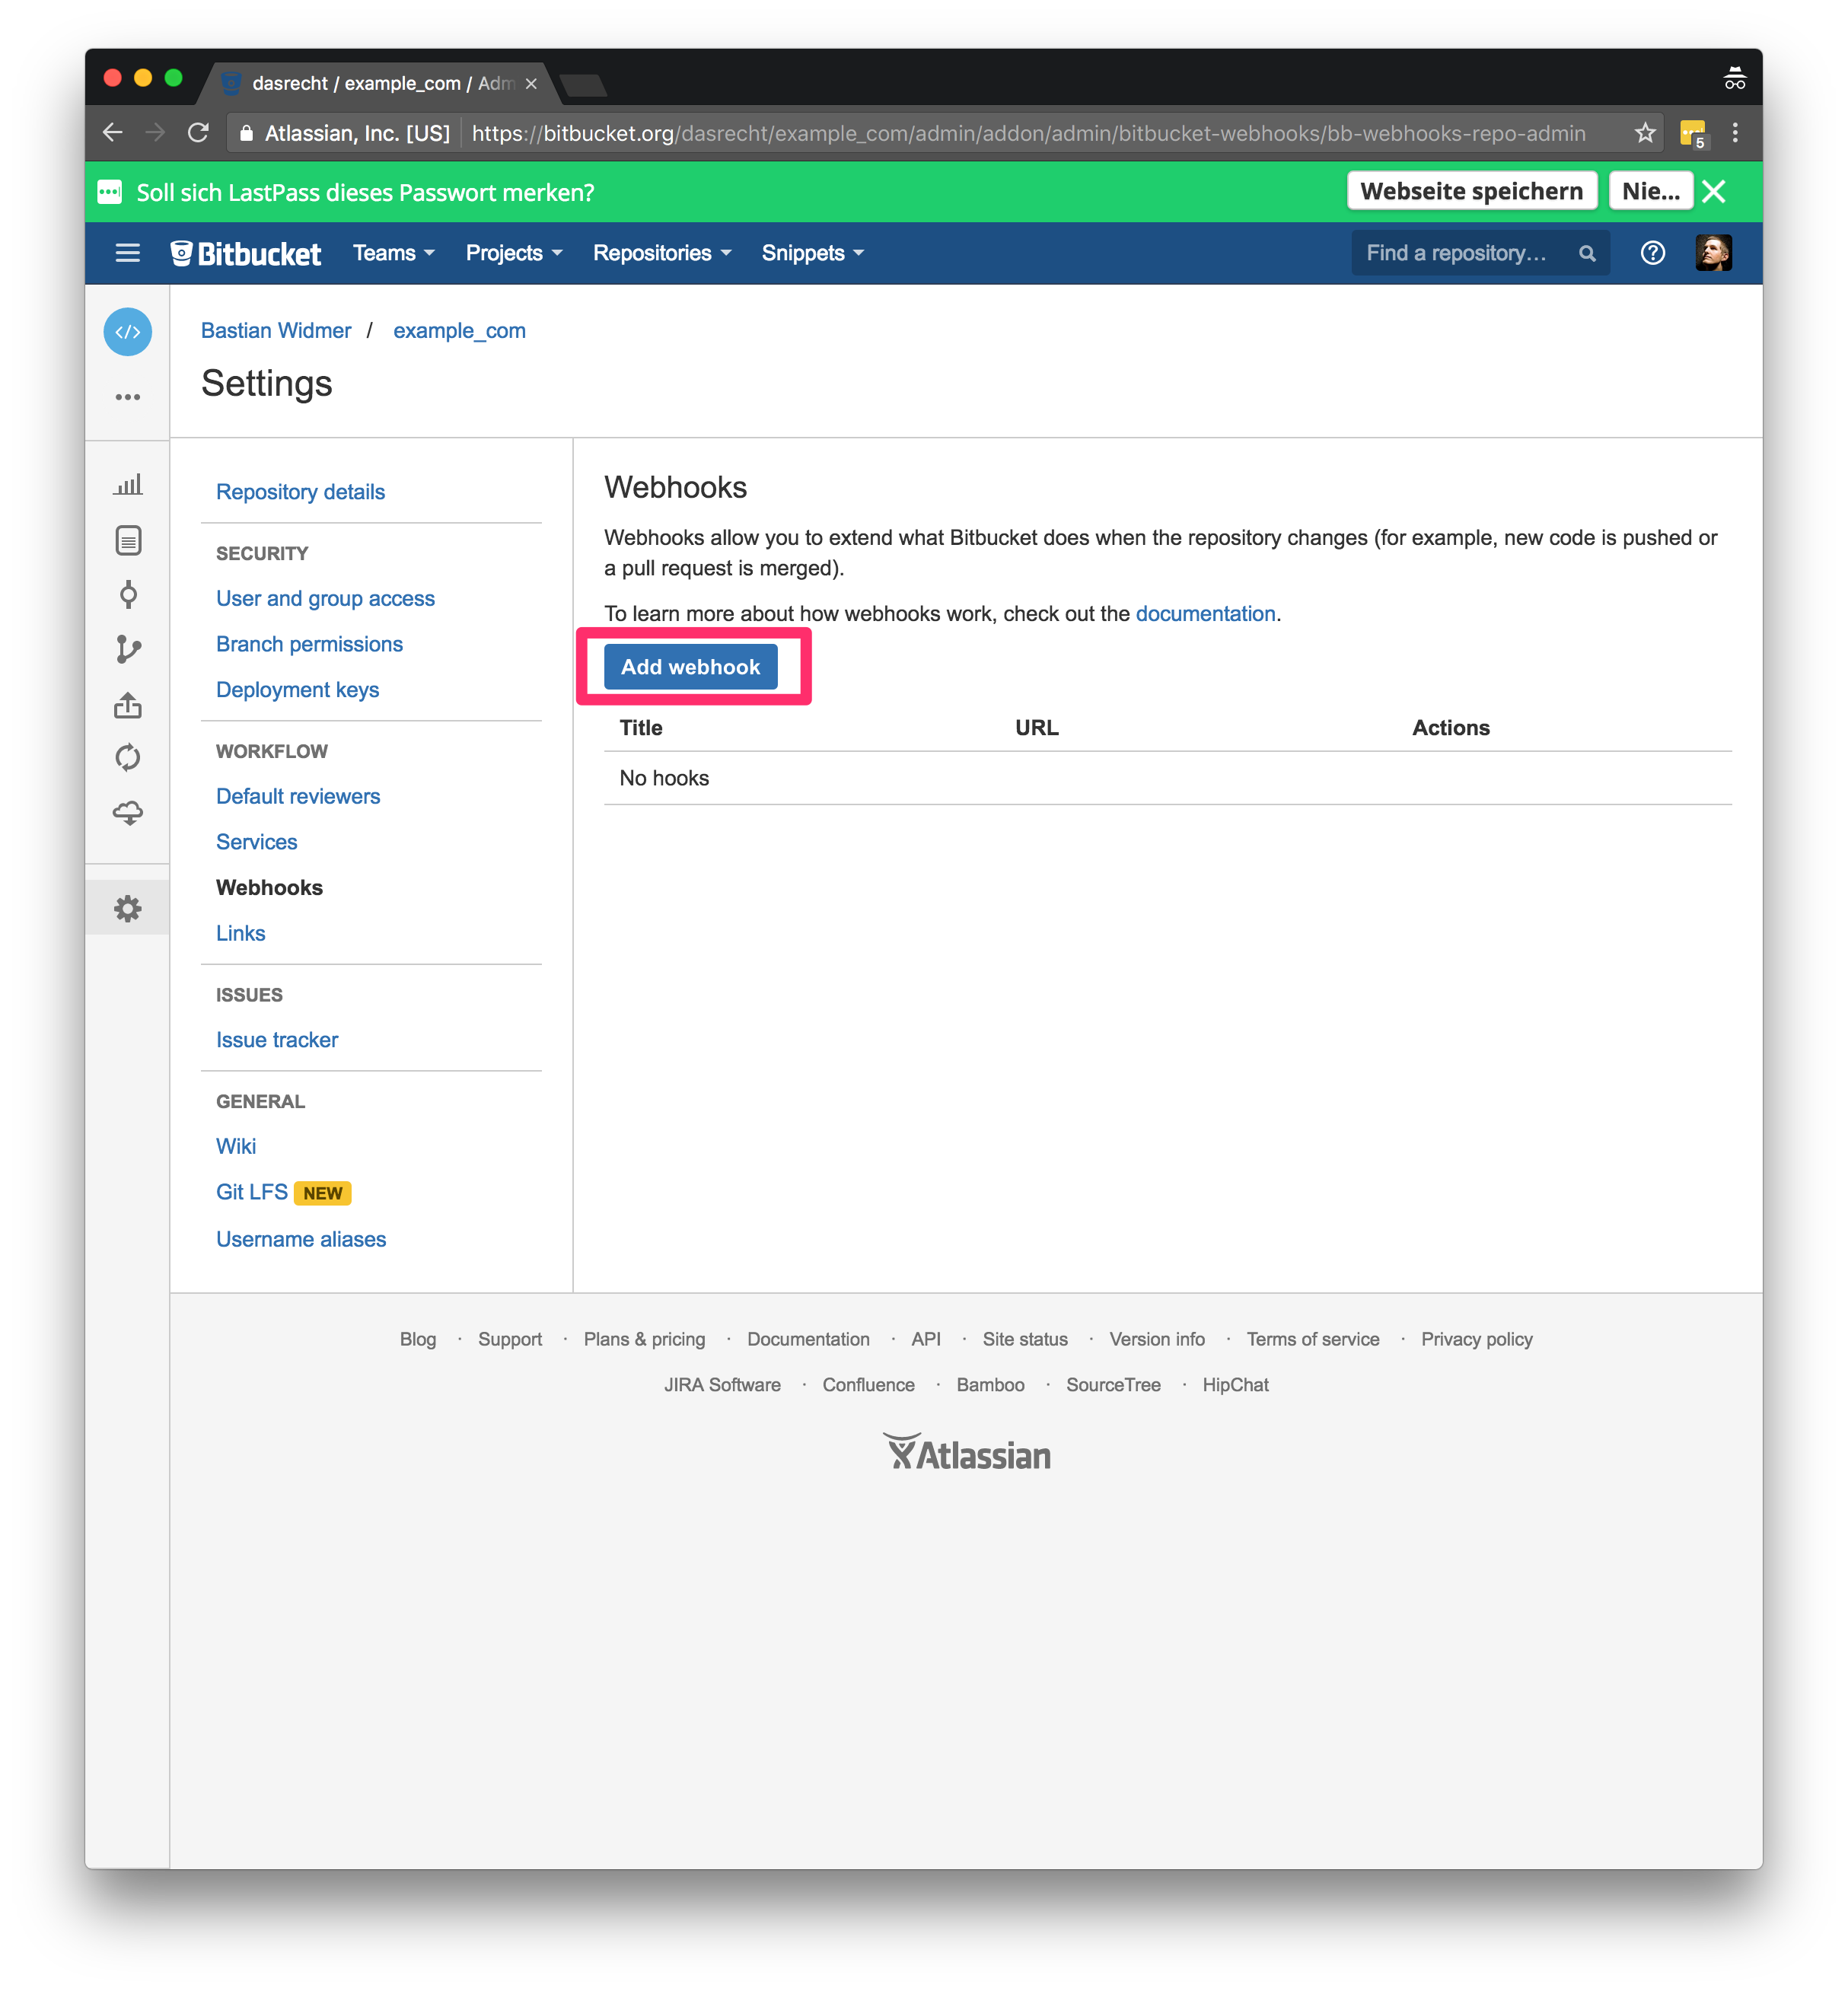 dasrecht / example_com / Adm
Atlassian, Inc. [US] https://bitbucket.org/dasrecht/example_com/admin/addon/admin/bitbucket-webhooks/bb-webhooks-repo-admin
5
Soll sich LastPass dieses Passwort merken? Webseite speichern Nie...
Bitbucket Teams Projects Repositories Snippets Find a repository...
Bastian Widmer / example_com
Settings
Repository details
SECURITY
User and group access
Branch permissions
Deployment keys
WORKFLOW
Default reviewers
Services
Webhooks
Links
ISSUES
Issue tracker
GENERAL
Wiki
Git LFS NEW
Username aliases
Webhooks
Webhooks allow you to extend what Bitbucket does when the repository changes (for example, new code is pushed or
a pull request is merged).
To learn more about how webhooks work, check out the documentation.
Add webhook
Title URL Actions
No hooks
Blog · Support · Plans & pricing · Documentation · API · Site status · Version info · Terms of service · Privacy policy
JIRA Software · Confluence · Bamboo · SourceTree · HipChat
Atlassian